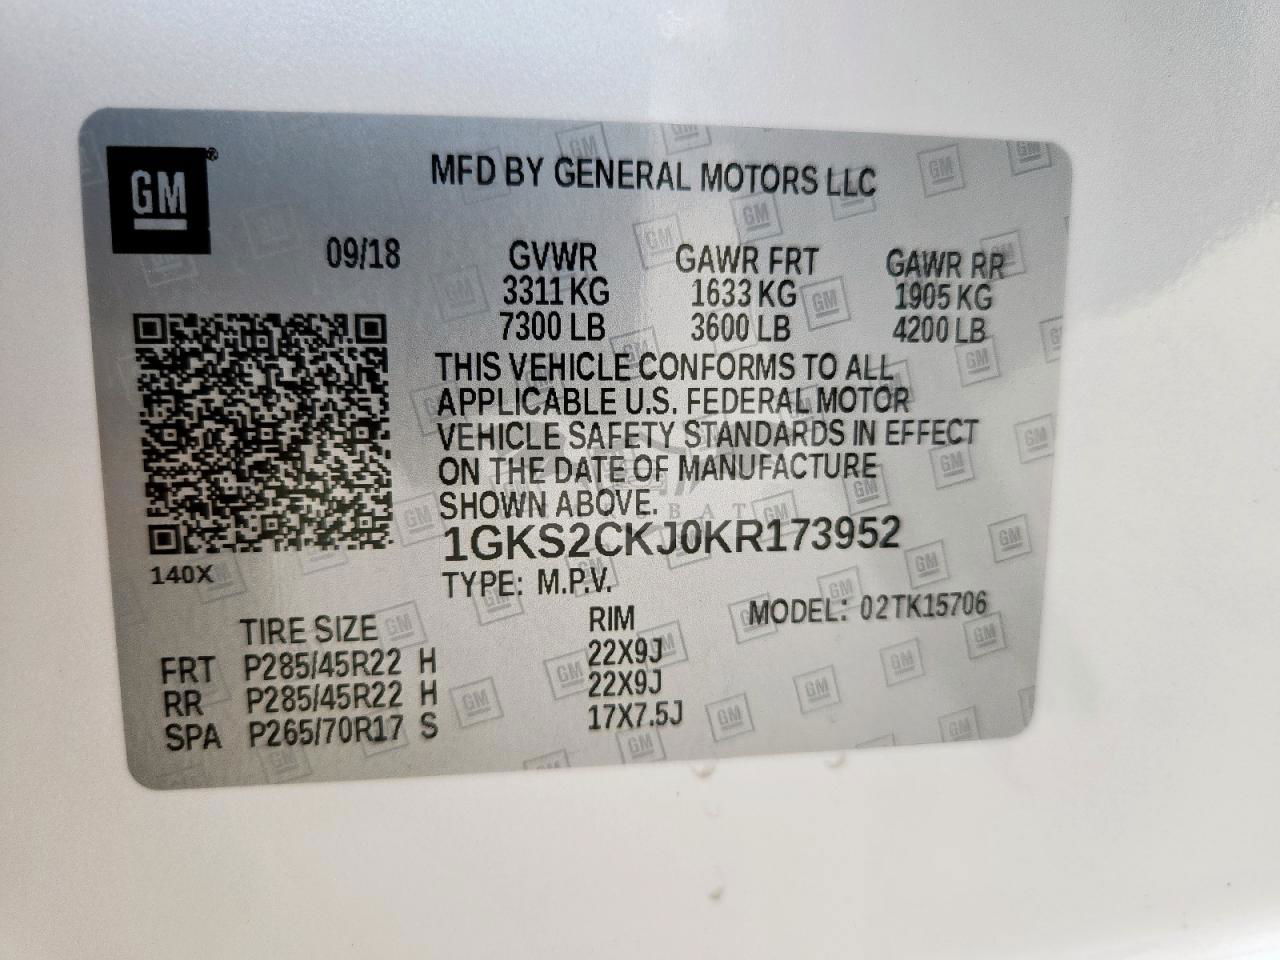 GM ®
MFD BY GENERAL MOTORS LLC
09/18 GVWR GAWR FRT GAWR RR
3311 KG 1633 KG 1905 KG
7300 LB 3600 LB 4200 LB
THIS VEHICLE CONFORMS TO ALL
APPLICABLE U.S. FEDERAL MOTOR
VEHICLE SAFETY STANDARDS IN EFFECT
ON THE DATE OF MANUFACTURE
SHOWN ABOVE.
1GKS2CKJ0KR173952
140X
TYPE: M.P.V.
MODEL: 02TK15706
TIRE SIZE RIM
FRT P285/45R22 H 22X9J
RR P285/45R22 H 22X9J
SPA P265/70R17 S 17X7.5J